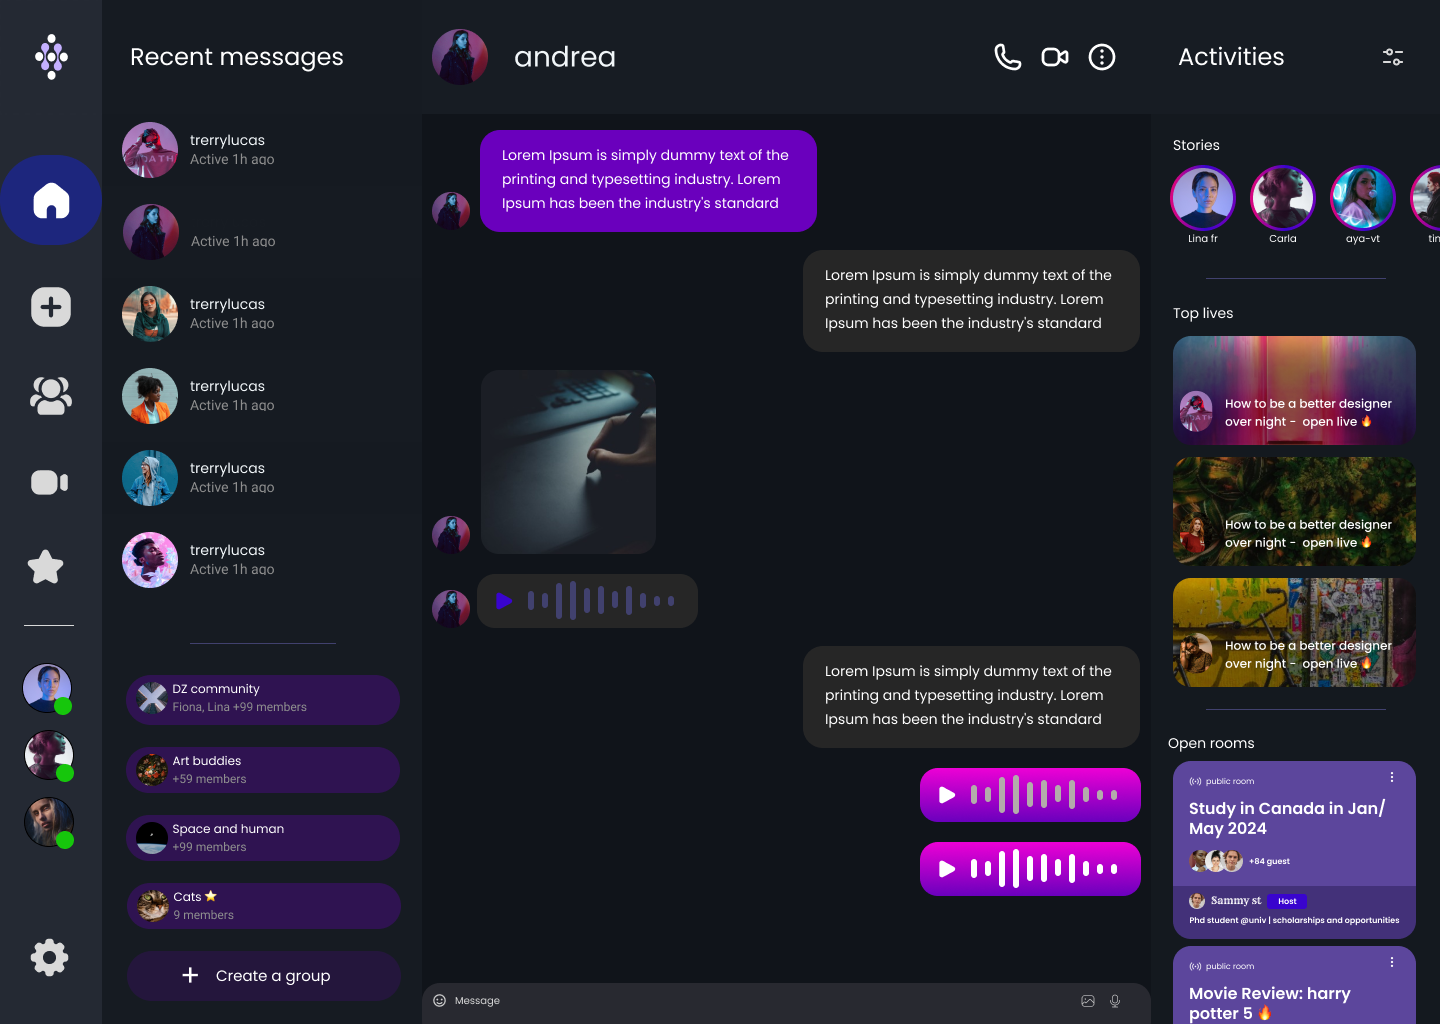 Recent messages
trerrylucas
Active 1h ago
Active 1h ago
trerrylucas
Active 1h ago
trerrylucas
Active 1h ago
trerrylucas
Active 1h ago
trerrylucas
Active 1h ago
DZ community
Fiona, Lina +99 members
Art buddies
+59 members
Space and human
+99 members
Cats ⭐
9 members
Create a group
andrea
Lorem Ipsum is simply dummy text of the
printing and typesetting industry. Lorem
Ipsum has been the industry's standard
Lorem Ipsum is simply dummy text of the
printing and typesetting industry. Lorem
Ipsum has been the industry's standard
Lorem Ipsum is simply dummy text of the
printing and typesetting industry. Lorem
Ipsum has been the industry's standard
Message
Activities
Stories
Lina fr
Carla
aya-vt
tin
Top lives
How to be a better designer
over night - open live 🔥
How to be a better designer
over night - open live 🔥
How to be a better designer
over night - open live 🔥
Open rooms
public room
Study in Canada in Jan/
May 2024
+84 guest
Sammy st
Host
Phd student @univ | scholarships and opportunities
public room
Movie Review: harry
potter 5 🔥